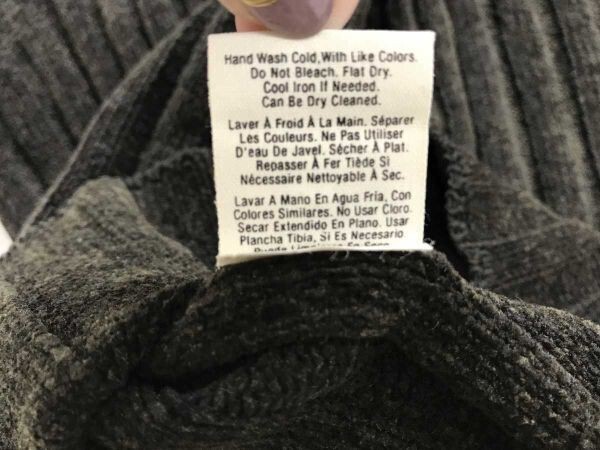 Hand Wash Cold,With Like Colors.
Do Not Bleach. Flat Dry.
Cool Iron If Needed.
Can Be Dry Cleaned.
Laver À Froid À La Main. Séparer
Les Couleurs. Ne Pas Utiliser
D'eau De Javel. Sécher À Plat.
Repasser À Fer Tiède Si
Nécessaire Nettoyable À Sec.
Lavar A Mano En Agua Fría, Con
Colores Similares. No Usar Cloro.
Secar Extendido En Plano. Usar
Plancha Tibia, Si Es Necesario